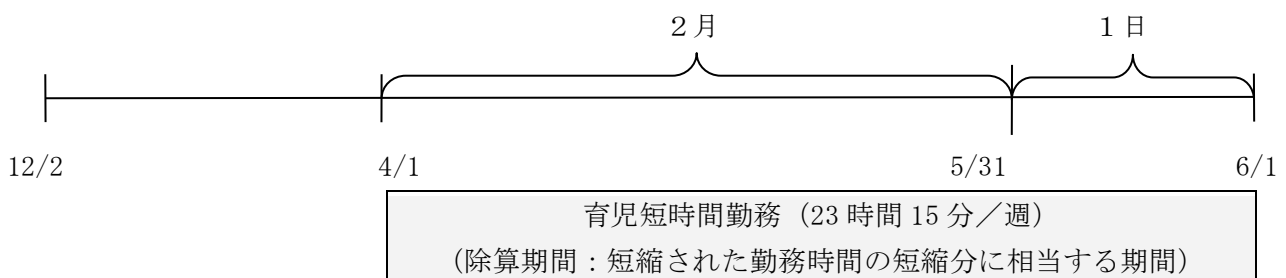 ２月 １日
12/2 4/1 5/31 6/1
育児短時間勤務（23 時間 15 分／週）
（除算期間：短縮された勤務時間の短縮分に相当する期間）